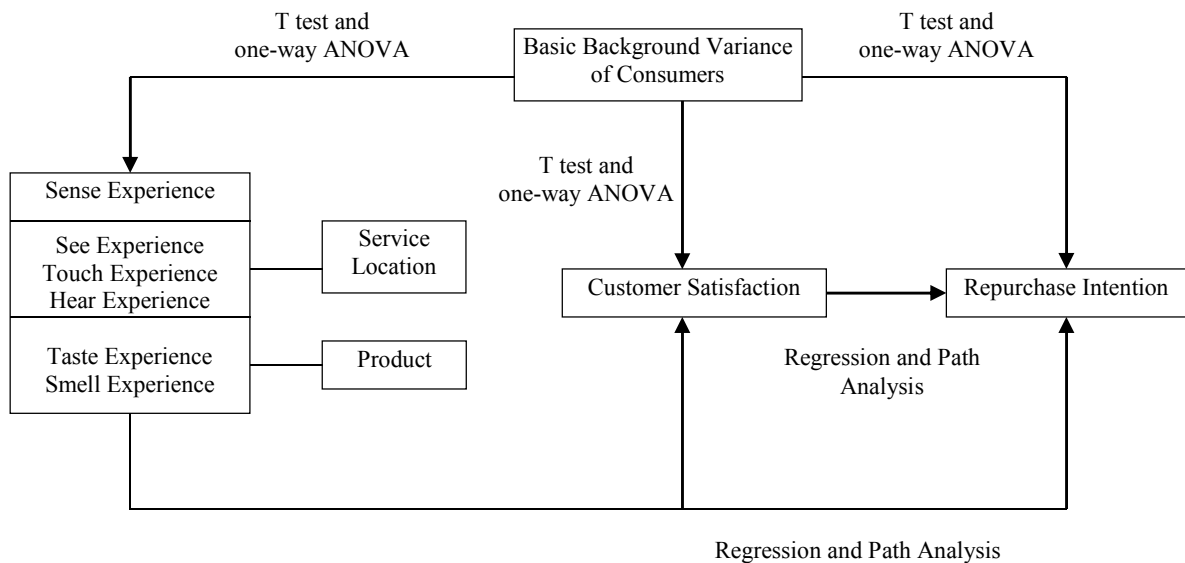 T test and
one-way ANOVA
Basic Background Variance
of Consumers
T test and
one-way ANOVA
T test and
one-way ANOVA
Sense Experience
See Experience
Touch Experience
Hear Experience
Service
Location
Customer Satisfaction
Repurchase Intention
Taste Experience
Smell Experience
Product
Regression and Path
Analysis
Regression and Path Analysis